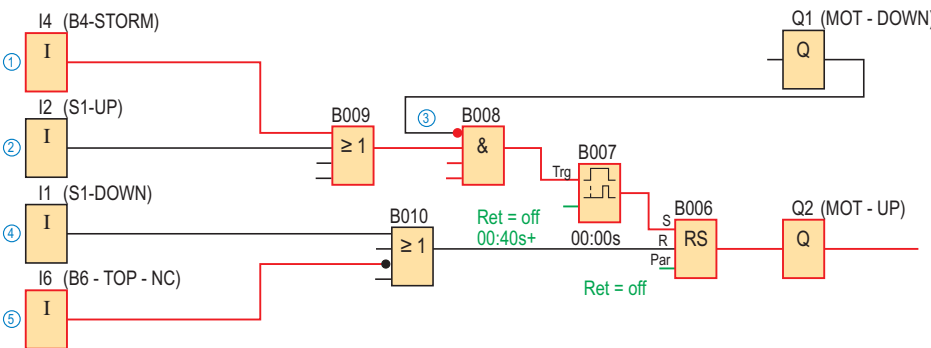 I4 (B4-STORM)
I
①
I2 (S1-UP)
I
②
I1 (S1-DOWN)
I
④
I6 (B6 - TOP - NC)
I
⑤
B009
≥ 1
③
B008
&
B010
≥ 1
B007
Trg
Ret = off
00:40s+
00:00s
B006
S
R
Par
RS
Ret = off
Q1 (MOT - DOWN)
Q
Q2 (MOT - UP)
Q